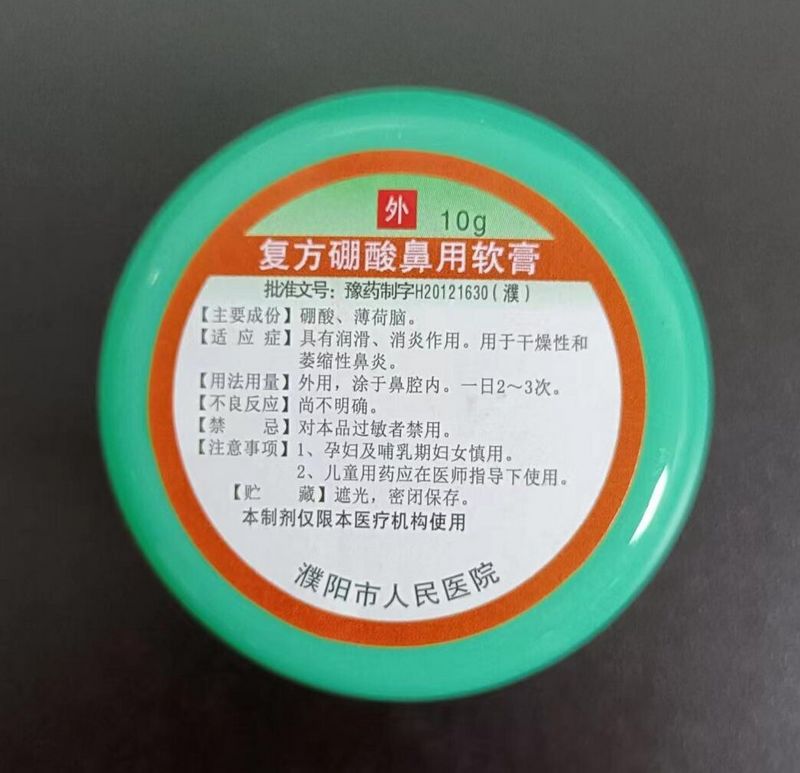 外 10g
复方硼酸鼻用软膏
批准文号：豫药制字H20121630(濮)
【主要成份】硼酸、薄荷脑。
【适 应 症】具有润滑、消炎作用。用于干燥性和
萎缩性鼻炎。
【用法用量】外用，涂于鼻腔内。一日2～3次。
【不良反应】尚不明确。
【禁 忌】对本品过敏者禁用。
【注意事项】1、孕妇及哺乳期妇女慎用。
2、儿童用药应在医师指导下使用。
【贮 藏】遮光，密闭保存。
本制剂仅限本医疗机构使用
濮阳市人民医院